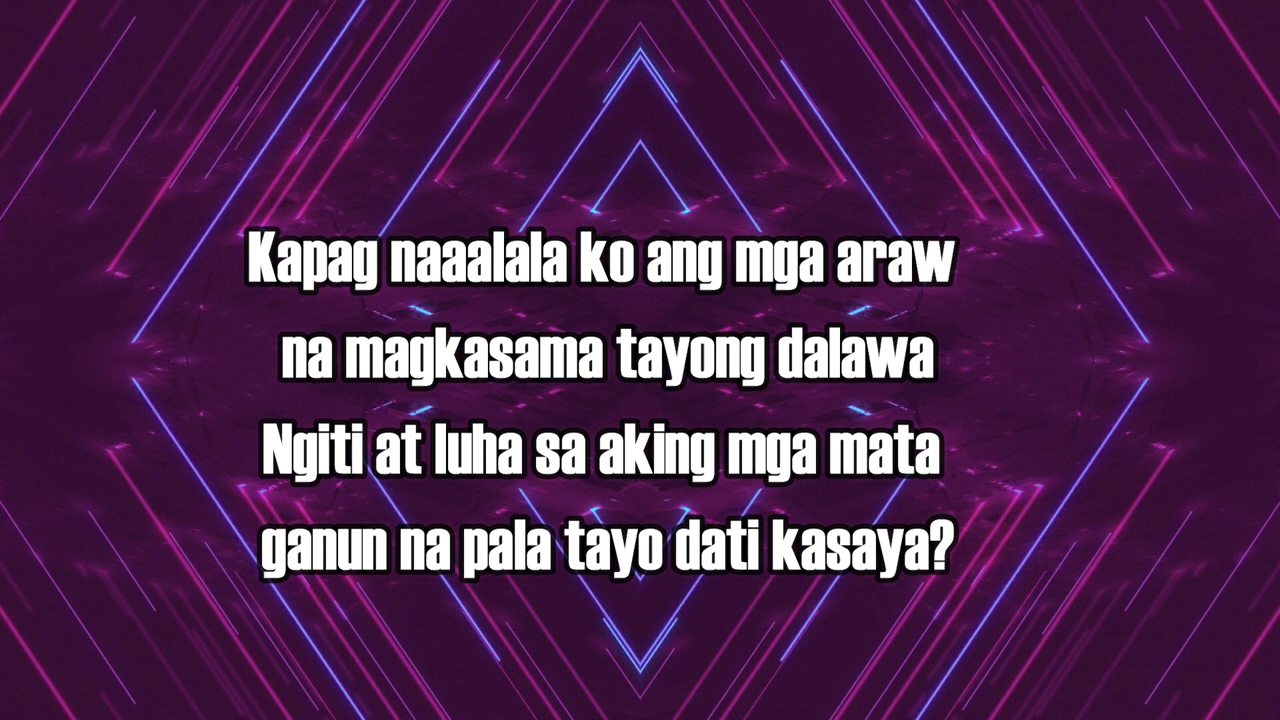 Kapag naaalala ko ang mga araw
na magkasama tayong dalawa
Ngiti at luha sa aking mga mata
ganun na pala tayo dati kasaya?